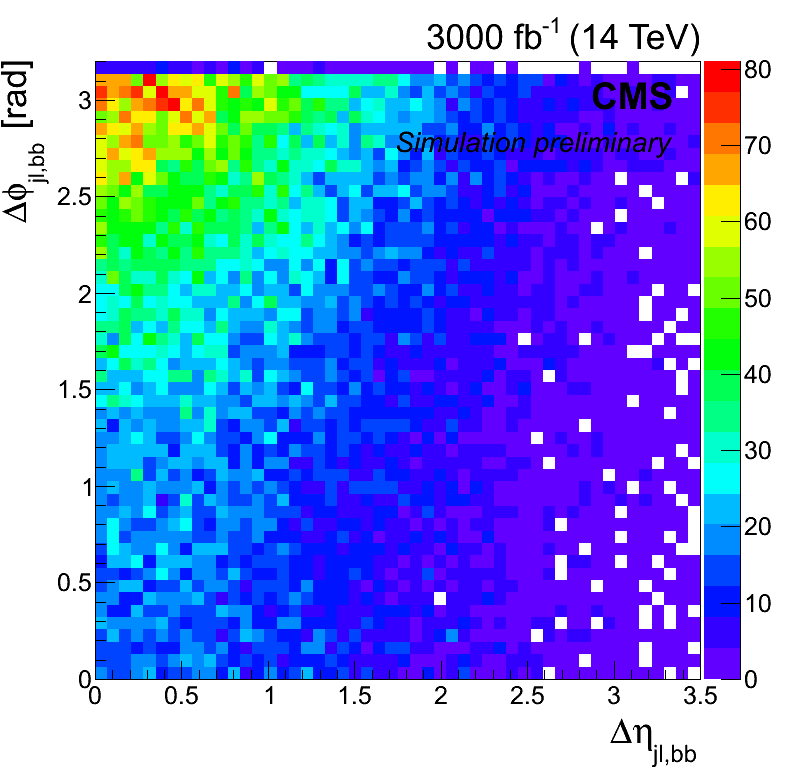 3000 fb⁻¹ (14 TeV)
CMS
Simulation preliminary
Δϕjl,bb [rad]
3
2.5
2
1.5
1
0.5
0
0 0.5 1 1.5 2 2.5 3 3.5
Δηjl,bb
80
70
60
50
40
30
20
10
0